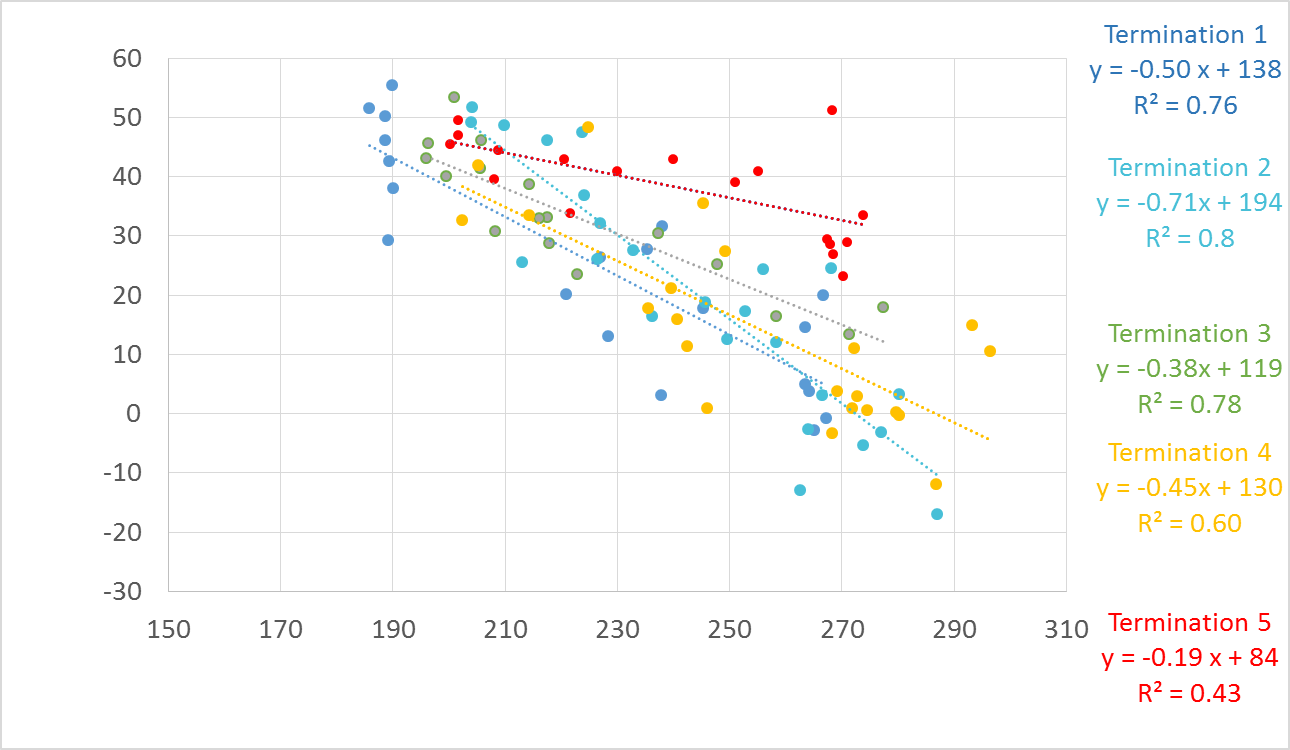 Termination 1
y = -0.50 x + 138
R² = 0.76
Termination 2
y = -0.71x + 194
R² = 0.8
Termination 3
y = -0.38x + 119
R² = 0.78
Termination 4
y = -0.45x + 130
R² = 0.60
Termination 5
y = -0.19 x + 84
R² = 0.43
60
50
40
30
20
10
0
-10
-20
-30
150 170 190 210 230 250 270 290 310